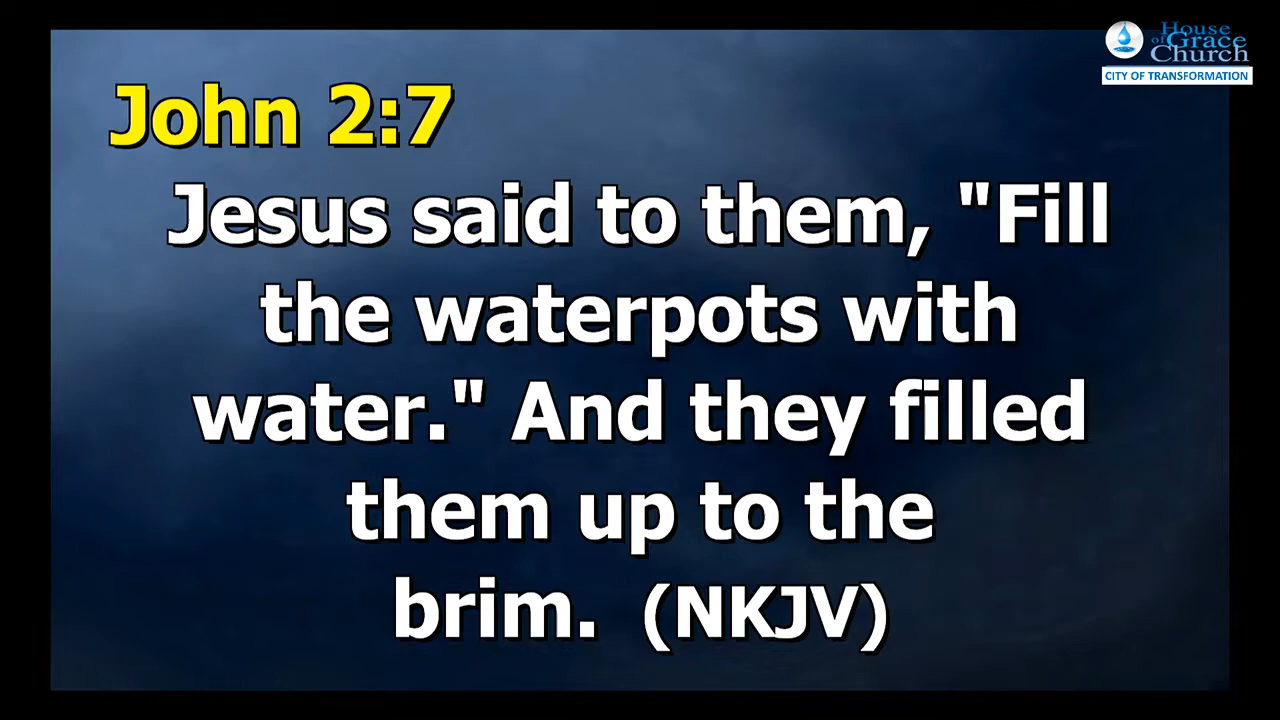 House
of Grace
Church
CITY OF TRANSFORMATION
John 2:7
Jesus said to them, "Fill
the waterpots with
water." And they filled
them up to the
brim. (NKJV)